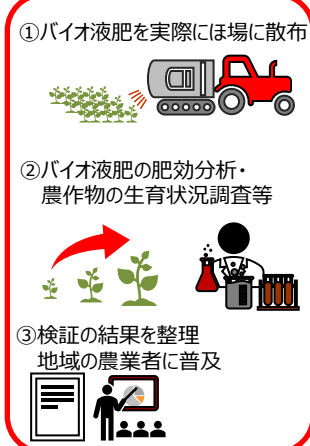 ①バイオ液肥を実際にほ場に散布
②バイオ液肥の肥効分析・
農作物の生育状況調査等
③検証の結果を整理
地域の農業者に普及